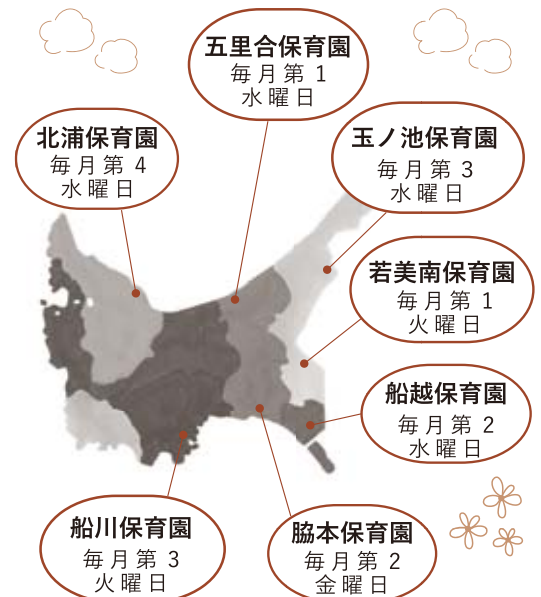 五里合保育園
毎月第1
水曜日
北浦保育園
毎月第4
水曜日
玉ノ池保育園
毎月第3
水曜日
若美南保育園
毎月第1
火曜日
船越保育園
毎月第2
水曜日
船川保育園
毎月第3
火曜日
脇本保育園
毎月第2
金曜日